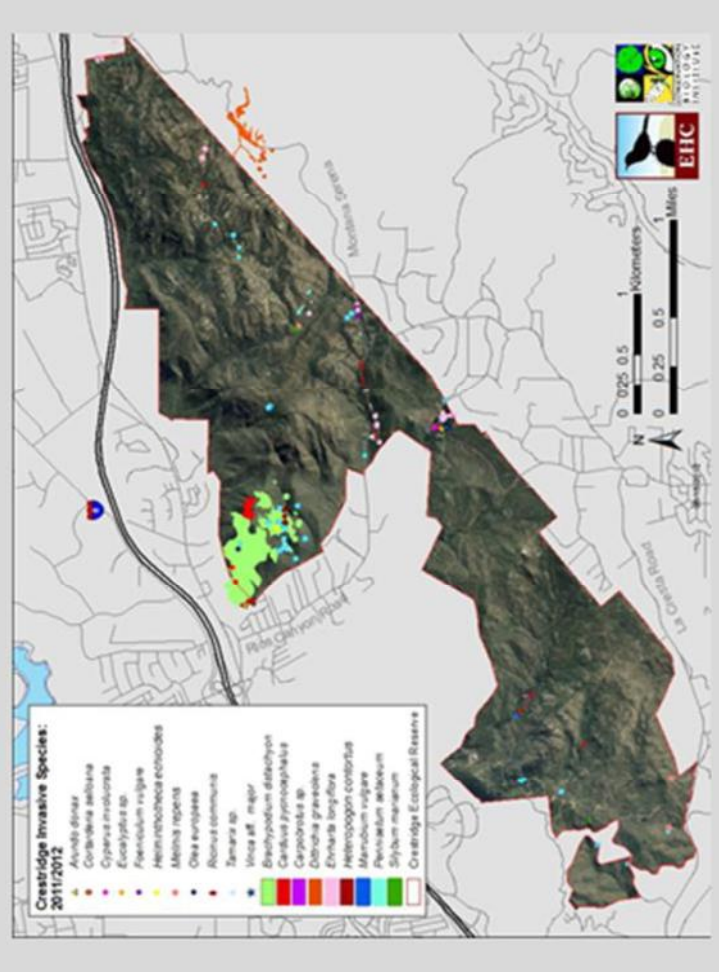 Crestridge Invasive Species:
2011/2012
Arundo donax
Cortaderia selloana
Cyperus involucrata
Eucalyptus sp.
Foeniculum vulgare
Helminthotheca echioides
Melinis repens
Olea europaea
Ricinus communis
Tamarix sp.
Vinca aff. major
Brachypodium distachyon
Carduus pycnocephalus
Carpobrotus sp.
Dittrichia graveolens
Ehrharta longiflora
Heteropogon contortus
Marrubium vulgare
Pennisetum setaceum
Silybum marianum
Crestridge Ecological Reserve
8
Rios Canyon Road
Montana Serena
La Cresta Road
N
0 0.25 0.5 1
Kilometers
0 0.25 0.5 1
Miles
EHC
BIOLOGY
INSTITUTE